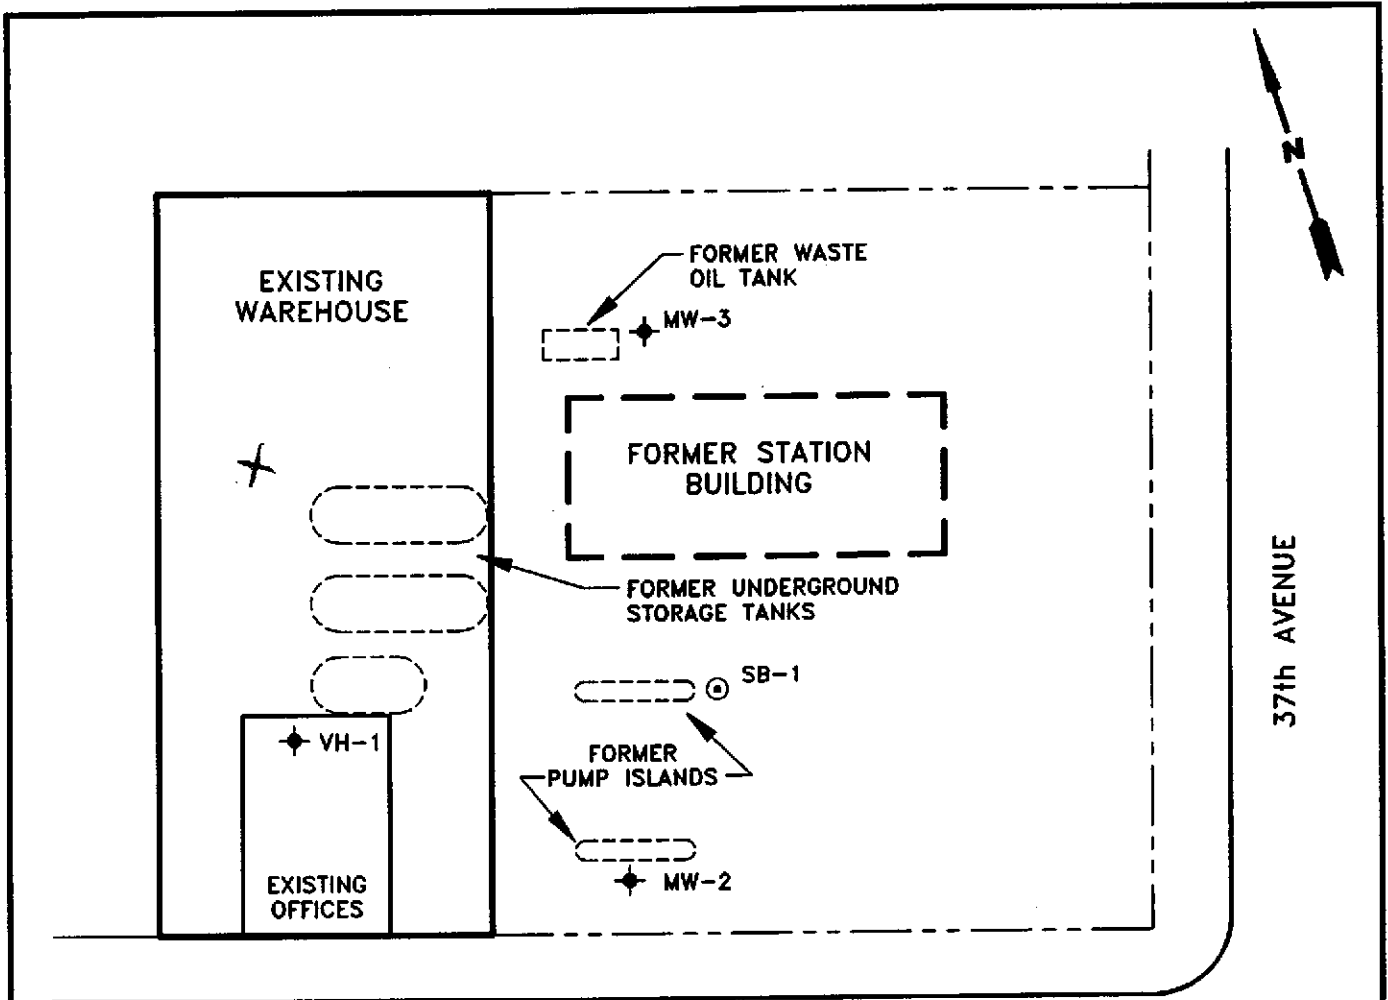 N
FORMER WASTE
OIL TANK
EXISTING
WAREHOUSE
MW-3
FORMER STATION
BUILDING
FORMER UNDERGROUND
STORAGE TANKS
37th AVENUE
SB-1
VH-1
FORMER
PUMP ISLANDS
EXISTING
OFFICES
MW-2